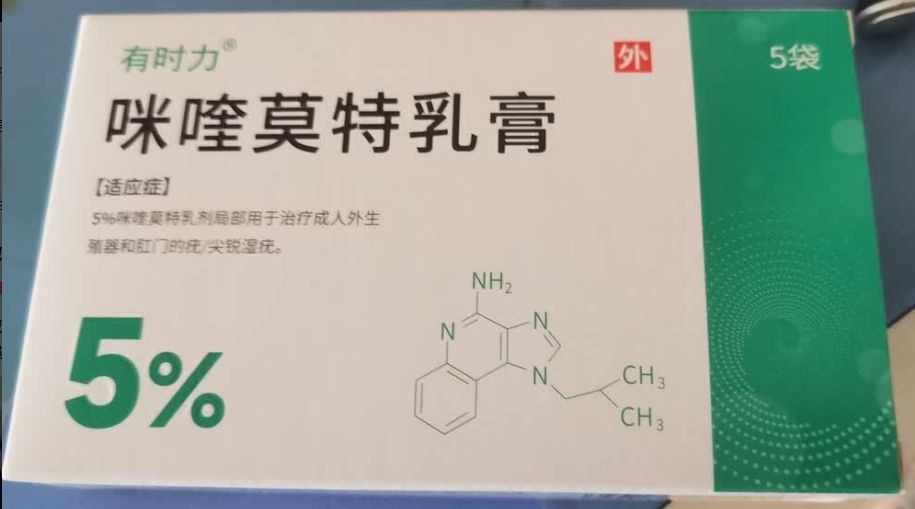 有时力®
外
5袋
咪喹莫特乳膏
【适应症】
5%咪喹莫特乳剂局部用于治疗成人外生
殖器和肛门的疣/尖锐湿疣。
5%
NH₂
N
N
N
CH₃
CH₃